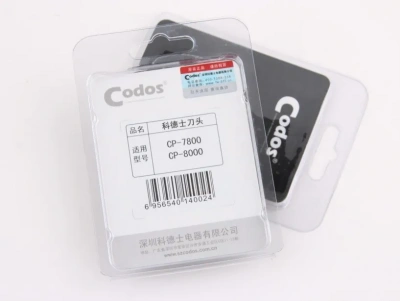 Codos®
品名
科德士刀头
适用
型号
CP-7800
CP-8000
6 956540 140024
深圳科德士电器有限公司
Codos